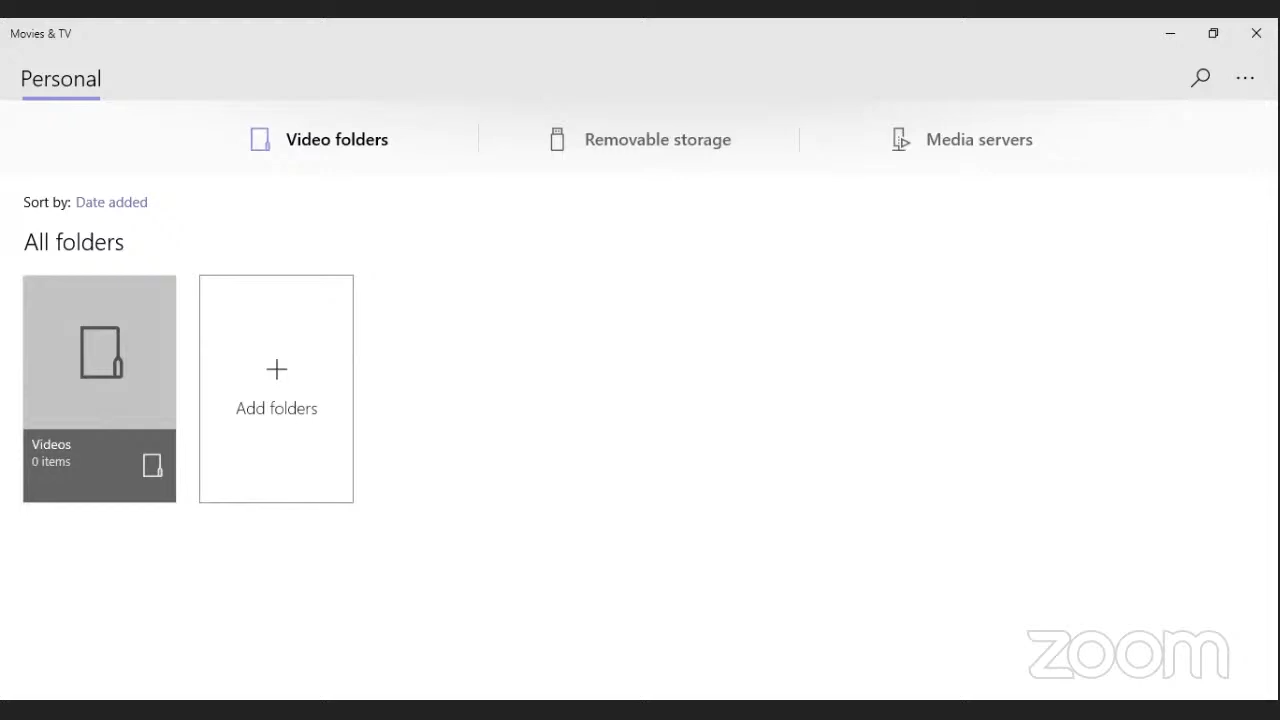 Movies & TV
Personal
Video folders
Removable storage
Media servers
Sort by: Date added
All folders
Add folders
Videos
0 items
zoom